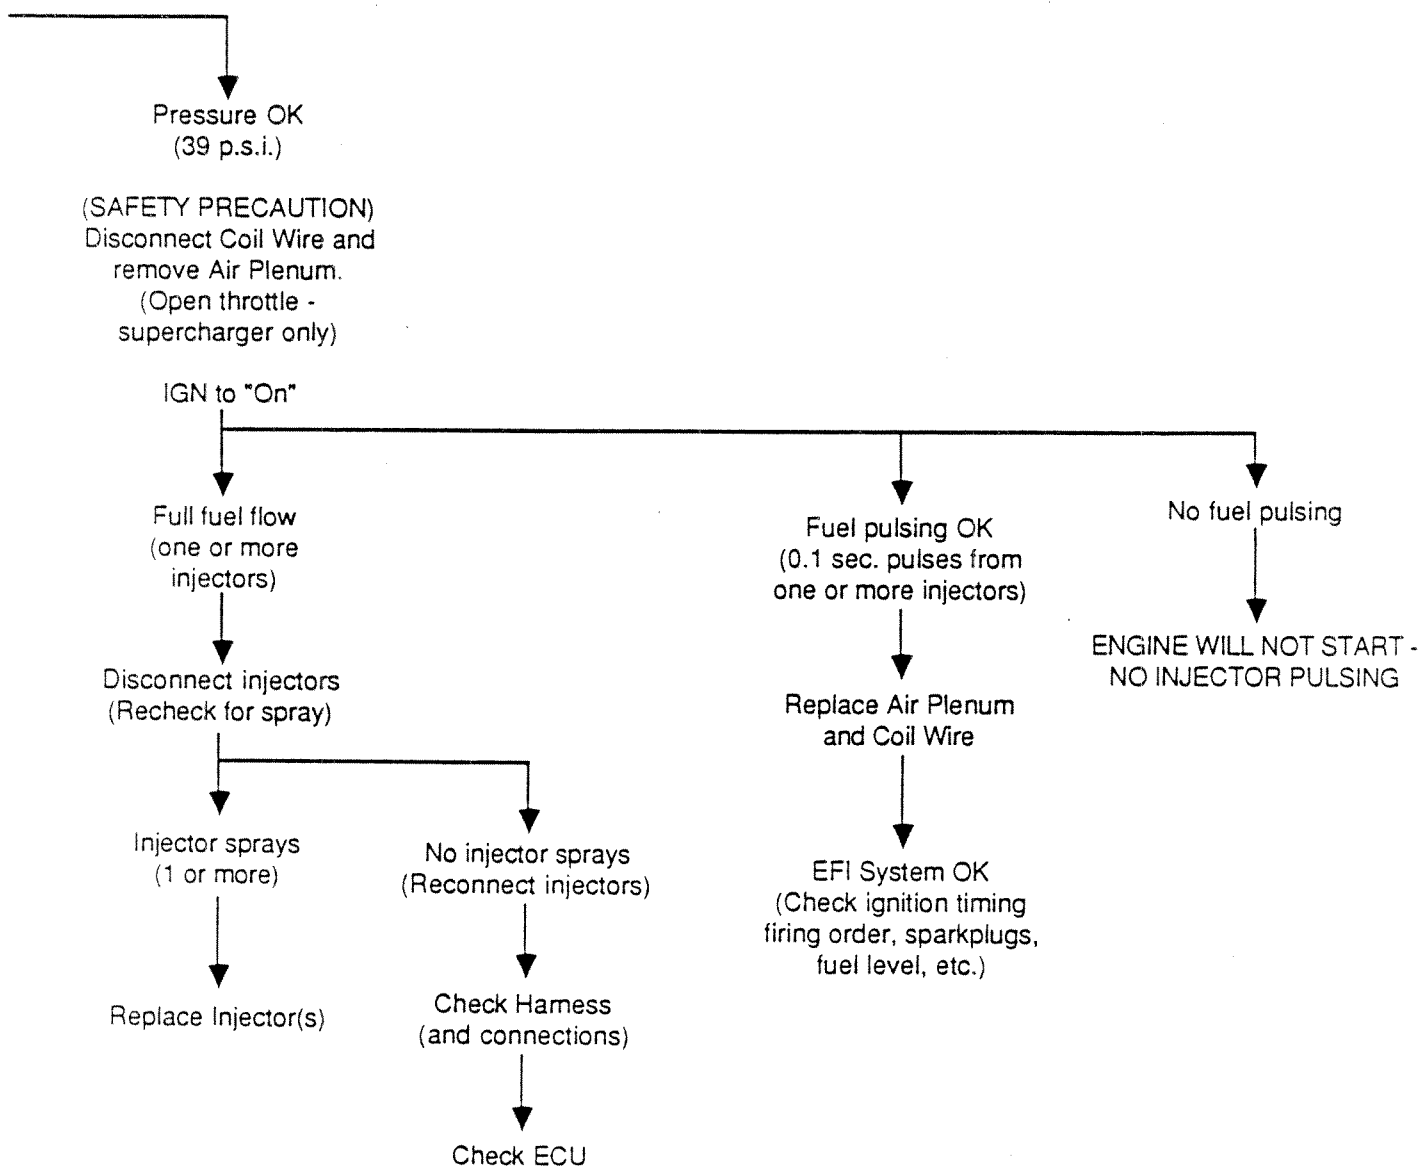 Pressure OK
(39 p.s.i.)
(SAFETY PRECAUTION)
Disconnect Coil Wire and
remove Air Plenum.
(Open throttle -
supercharger only)
IGN to "On"
Full fuel flow
(one or more
injectors)
Disconnect injectors
(Recheck for spray)
Injector sprays
(1 or more)
Replace Injector(s)
No injector sprays
(Reconnect injectors)
Check Harness
(and connections)
Check ECU
Fuel pulsing OK
(0.1 sec. pulses from
one or more injectors)
Replace Air Plenum
and Coil Wire
EFI System OK
(Check ignition timing
firing order, sparkplugs,
fuel level, etc.)
No fuel pulsing
ENGINE WILL NOT START -
NO INJECTOR PULSING